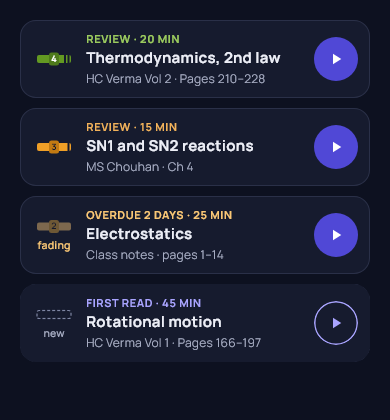 4
REVIEW · 20 MIN
Thermodynamics, 2nd law
HC Verma Vol 2 · Pages 210–228
3
REVIEW · 15 MIN
SN1 and SN2 reactions
MS Chouhan · Ch 4
2
fading
OVERDUE 2 DAYS · 25 MIN
Electrostatics
Class notes · pages 1–14
new
FIRST READ · 45 MIN
Rotational motion
HC Verma Vol 1 · Pages 166–197